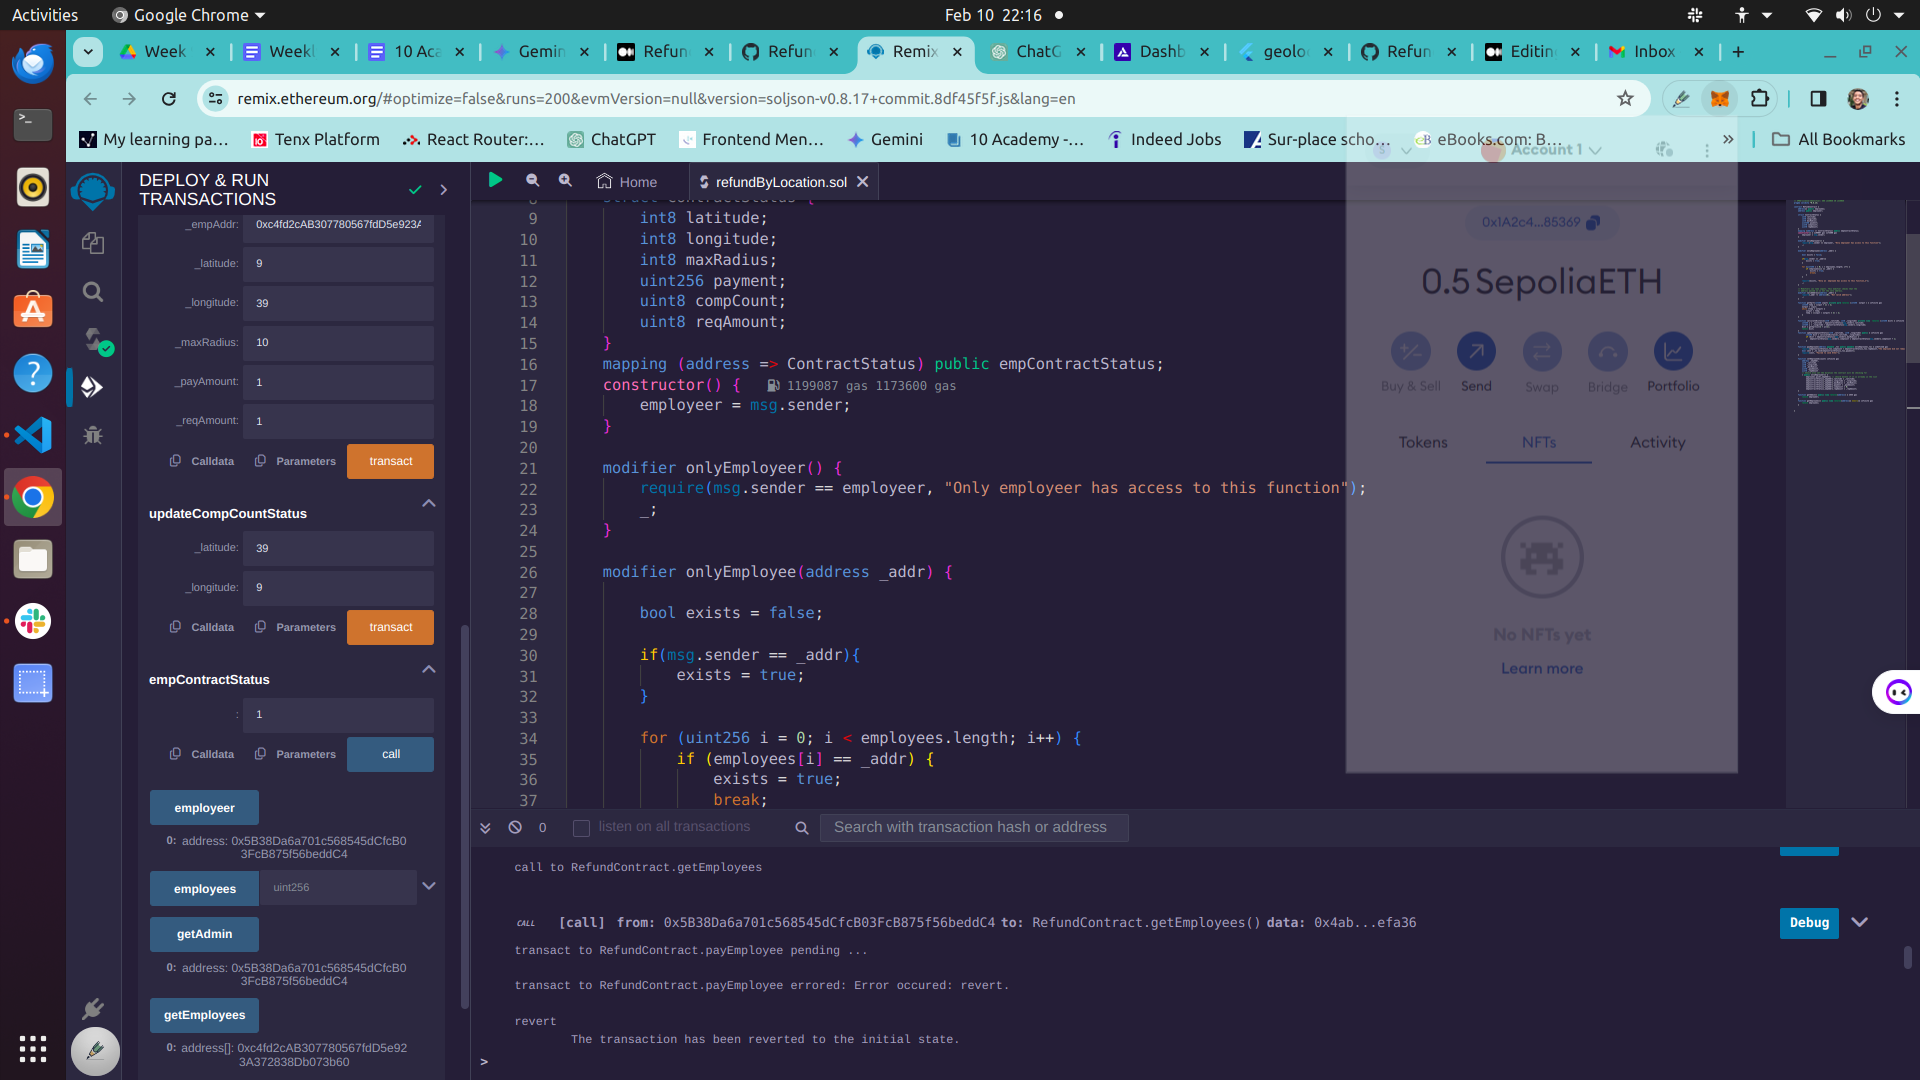 Activities
Google Chrome
Feb 10 22:16
Week
Weekl
10 Aca
Gemin
Refun
Refun
Remix
ChatG
Dashb
geoloc
Refun
Editin
Inbox
remix.ethereum.org/#optimize=false&runs=200&evmVersion=null&version=soljson-v0.8.17+commit.8df45f5f.js&lang=en
My learning pa...
Tenx Platform
React Router:...
ChatGPT
Frontend Men...
Gemini
10 Academy -...
Indeed Jobs
Sur-place scho...
eBooks.com: B...
All Bookmarks
DEPLOY & RUN
TRANSACTIONS
_empAddr: 0xc4fd2cAB307780567fdD5e923A
_latitude: 9
_longitude: 39
_maxRadius: 10
_payAmount: 1
_reqAmount: 1
Calldata Parameters transact
updateCompCountStatus
_latitude: 39
_longitude: 9
Calldata Parameters transact
empContractStatus
: 1
Calldata Parameters call
employeer
0: address: 0x5B38Da6a701c568545dCfcB0
3FcB875f56beddC4
employees uint256
getAdmin
0: address: 0x5B38Da6a701c568545dCfcB0
3FcB875f56beddC4
getEmployees
0: address[]: 0xc4fd2cAB307780567fdD5e92
3A372838Db073b60
Home
refundByLocation.sol
8 struct ContractStatus {
9 int8 latitude;
10 int8 longitude;
11 int8 maxRadius;
12 uint256 payment;
13 uint8 compCount;
14 uint8 reqAmount;
15 }
16 mapping (address => ContractStatus) public empContractStatus;
17 constructor() { 1199087 gas 1173600 gas
18 employeer = msg.sender;
19 }
20
21 modifier onlyEmployeer() {
22 require(msg.sender == employeer, "Only employeer has access to this function");
23 _;
24 }
25
26 modifier onlyEmployee(address _addr) {
27
28 bool exists = false;
29
30 if(msg.sender == _addr){
31 exists = true;
32 }
33
34 for (uint256 i = 0; i < employees.length; i++) {
35 if (employees[i] == _addr) {
36 exists = true;
37 break;
Account 1
0x1A2c4...85369
0.5 SepoliaETH
Buy & Sell
Send
Swap
Bridge
Portfolio
Tokens
NFTs
Activity
No NFTs yet
Learn more
0
listen on all transactions
Search with transaction hash or address
call to RefundContract.getEmployees
CALL [call] from: 0x5B38Da6a701c568545dCfcB03FcB875f56beddC4 to: RefundContract.getEmployees() data: 0x4ab...efa36
Debug
transact to RefundContract.payEmployee pending ...
transact to RefundContract.payEmployee errored: Error occured: revert.
revert
The transaction has been reverted to the initial state.
>